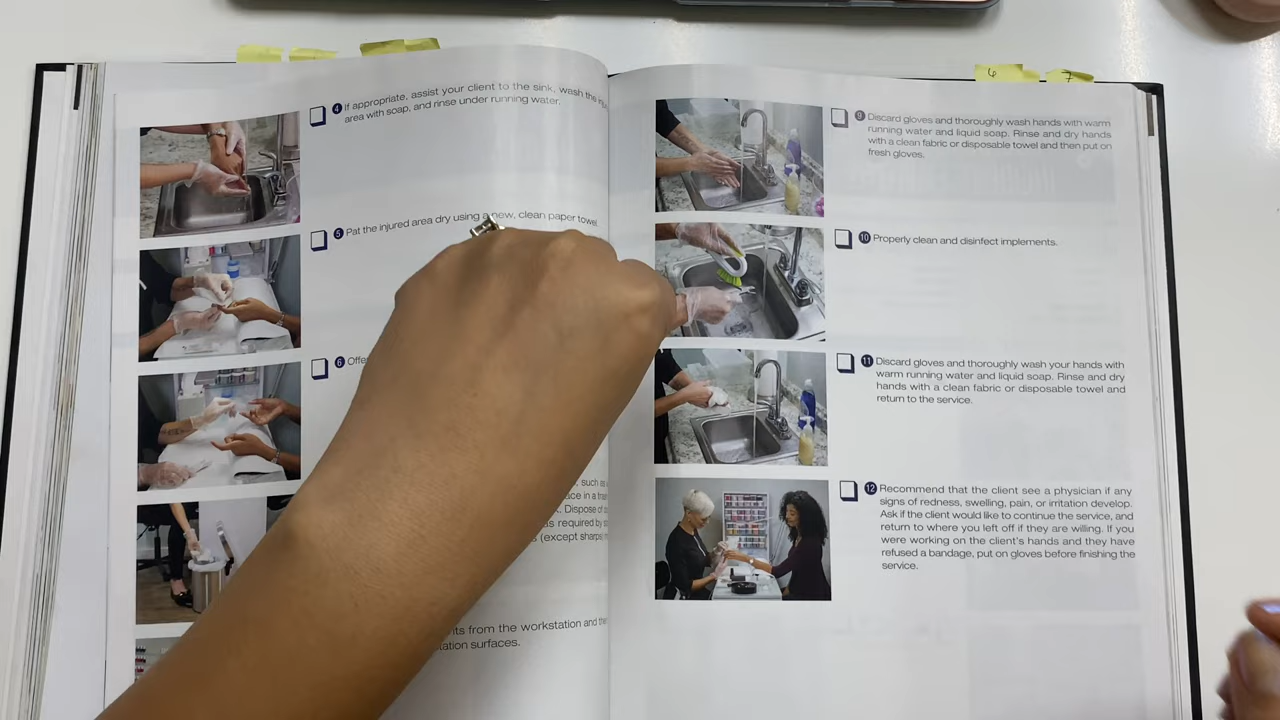 4 If appropriate, assist your client to the sink, wash the
area with soap, and rinse under running water.
5 Pat the injured area dry using a new, clean paper towel
6
such as
Dispose of
as required by
(except sharps)
from the workstation and
surfaces.
6
7
9 Discard gloves and thoroughly wash hands with warm
running water and liquid soap. Rinse and dry hands
with a clean fabric or disposable towel and then put on
fresh gloves.
10 Properly clean and disinfect implements.
11 Discard gloves and thoroughly wash your hands with
warm running water and liquid soap. Rinse and dry
hands with a clean fabric or disposable towel and
return to the service.
12 Recommend that the client see a physician if any
signs of redness, swelling, pain, or irritation develop.
Ask if the client would like to continue the service, and
return to where you left off if they are willing. If you
were working on the client's hands and they have
refused a bandage, put on gloves before finishing the
service.